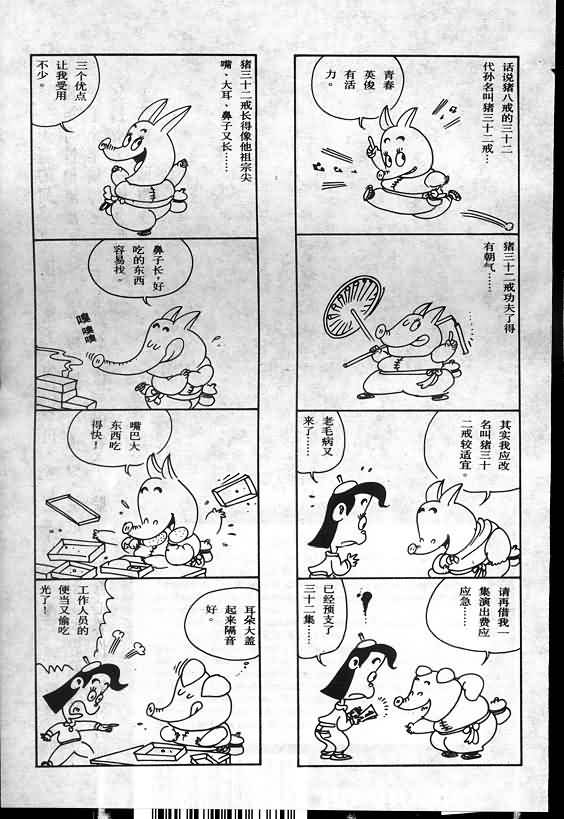 话说猪八戒的三十二
代孙名叫猪三十二戒…
青春
英俊
有活
力。
猪三十二戒功夫了得
有朝气……
其实我应改
名叫猪三十
二戒较适宜。
老毛病又
来了……
请再借我一
集演出费应
急……
已经预支了
三十二集……
猪三十二戒长得像他祖宗尖
嘴、大耳、鼻子又长……
三个优点
让我受用
不少。
鼻子长，好
吃的东西
容易找。
嗅嗅嗅
嘴巴大
东西吃
得快！
耳朵大盖
起来隔音
好。
工作人员的
便当又偷吃
光了！